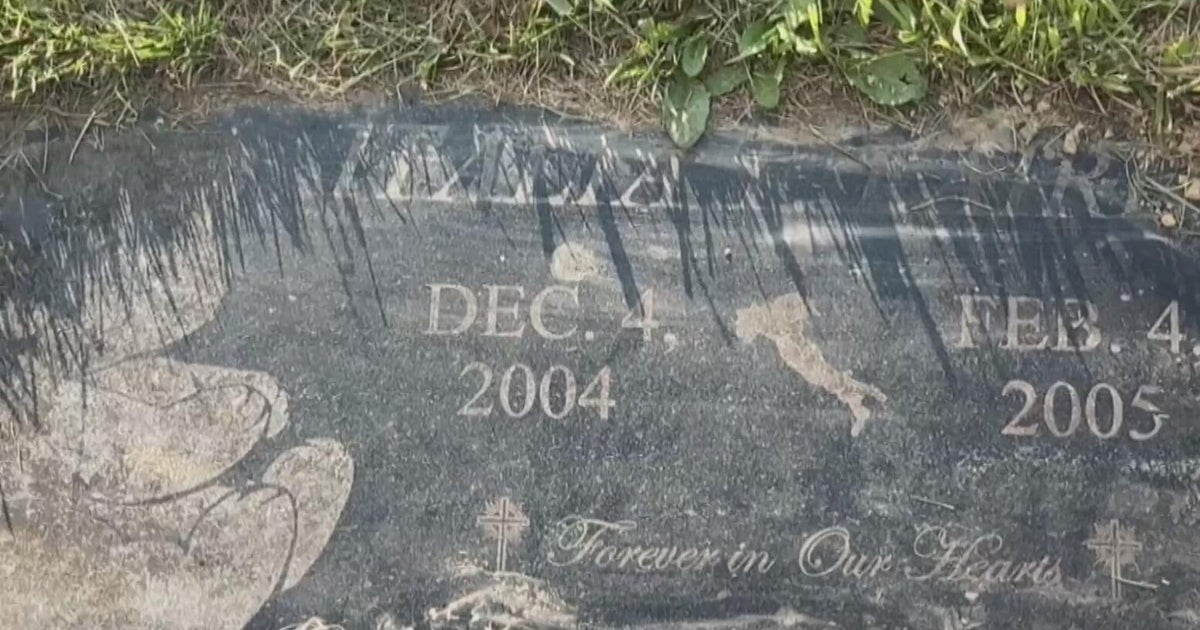 DEC. 4, FEB. 4,
2004 2005
Forever in Our Hearts